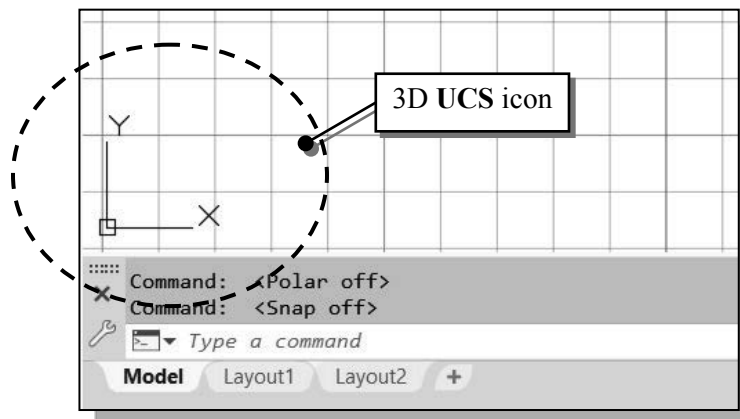 3D UCS icon
Y
X
Command: <Polar off>
Command: <Snap off>
Type a command
Model Layout1 Layout2 +